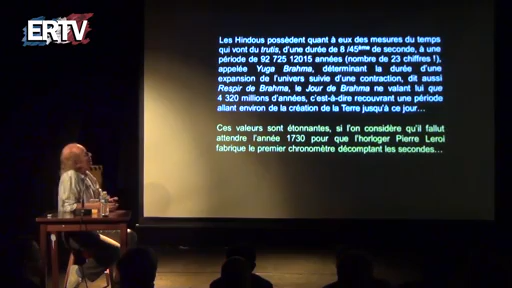 ERTV
Les Hindous possèdent quant à eux des mesures du temps
qui vont du trutis, d'une durée de 8 /45ème de seconde, à une
période de 92 725 12015 années (nombre de 23 chiffres !),
appelée Yuga Brahma, déterminant la durée d'une
expansion de l'univers suivie d'une contraction, dit aussi
Respir de Brahma, le Jour de Brahma ne valant lui que
4 320 millions d'années, c'est-à-dire recouvrant une période
allant environ de la création de la Terre jusqu'à ce jour...
Ces valeurs sont étonnantes, si l'on considère qu'il fallut
attendre l'année 1730 pour que l'horloger Pierre Leroi
fabrique le premier chronomètre décomptant les secondes...